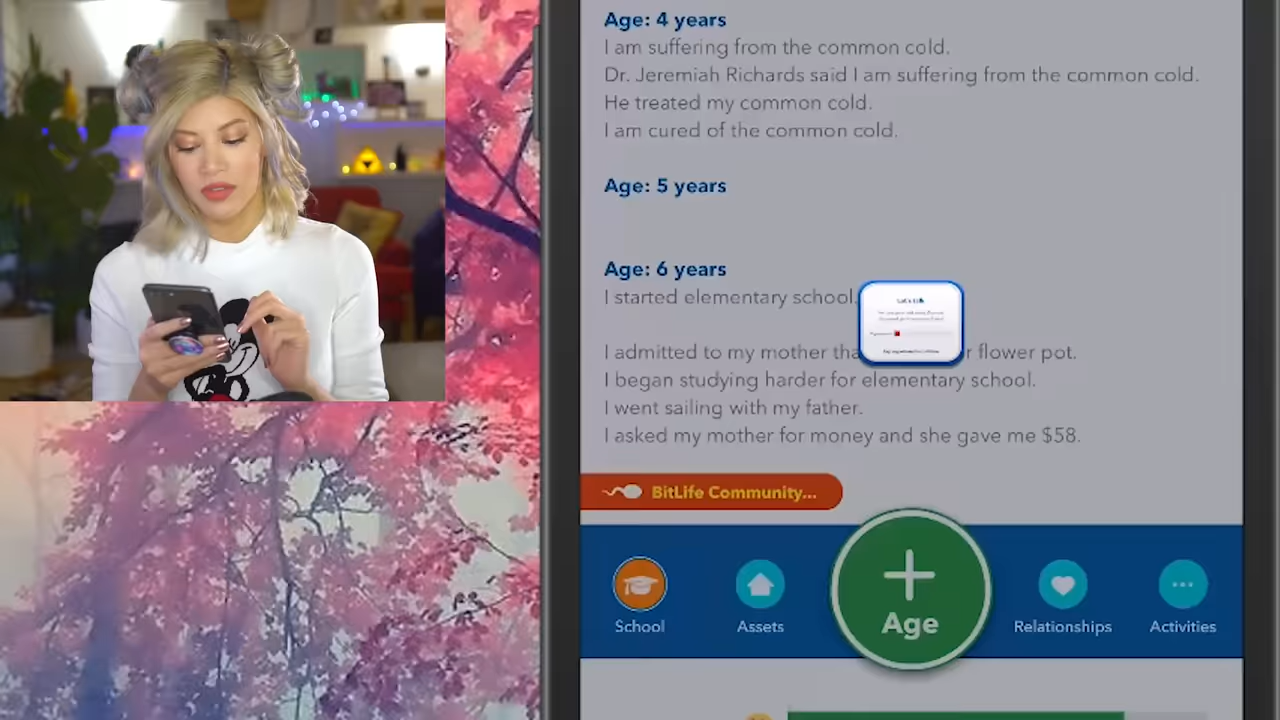 Age: 4 years
I am suffering from the common cold.
Dr. Jeremiah Richards said I am suffering from the common cold.
He treated my common cold.
I am cured of the common cold.
Age: 5 years
Age: 6 years
I started elementary school.
I admitted to my mother tha r flower pot.
I began studying harder for elementary school.
I went sailing with my father.
I asked my mother for money and she gave me $58.
BitLife Community...
School
Assets
Age
Relationships
Activities